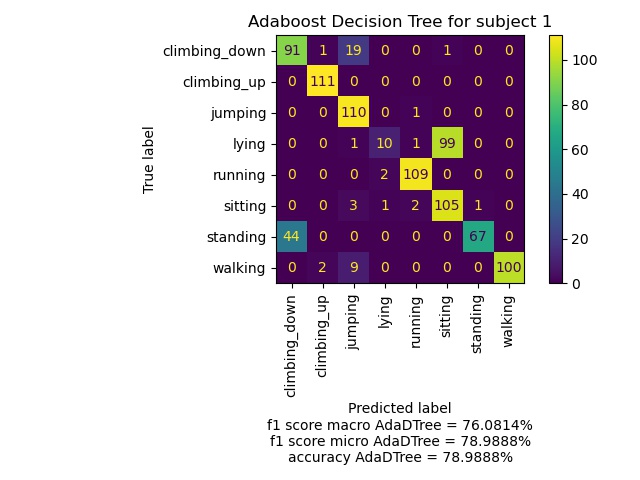 Adaboost Decision Tree for subject 1
climbing_down 91 1 19 0 0 1 0 0
climbing_up 0 111 0 0 0 0 0 0
jumping 0 0 110 0 1 0 0 0
lying 0 0 1 10 1 99 0 0
running 0 0 0 2 109 0 0 0
sitting 0 0 3 1 2 105 1 0
standing 44 0 0 0 0 0 67 0
walking 0 2 9 0 0 0 0 100
True label
100
80
60
40
20
0
climbing_down
climbing_up
jumping
lying
running
sitting
standing
walking
Predicted label
f1 score macro AdaDTree = 76.0814%
f1 score micro AdaDTree = 78.9888%
accuracy AdaDTree = 78.9888%